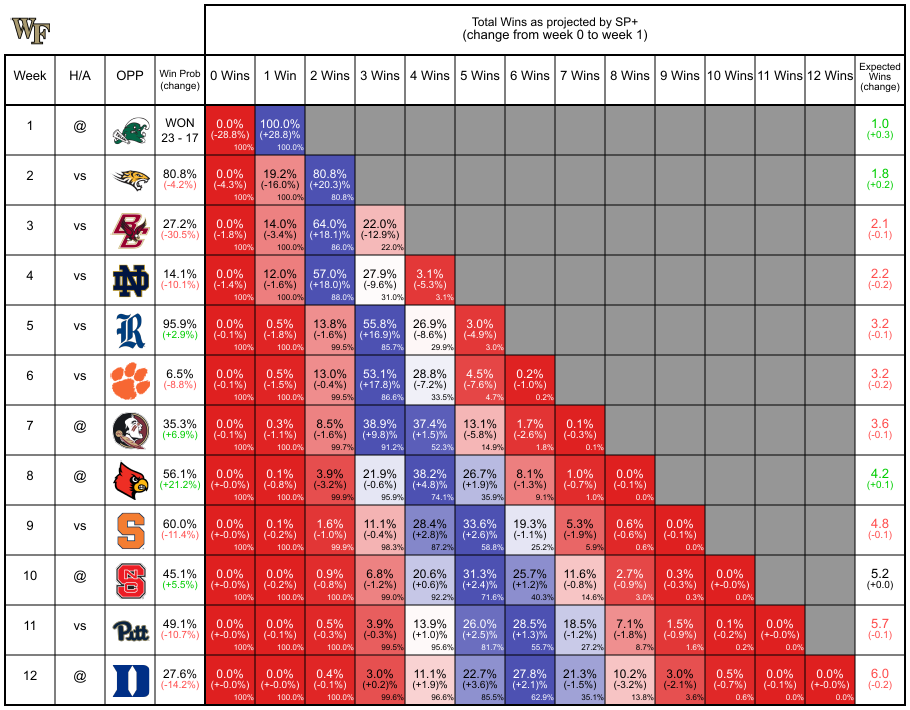 WF
Total Wins as projected by SP+
(change from week 0 to week 1)
Week H/A OPP Win Prob (change) 0 Wins 1 Win 2 Wins 3 Wins 4 Wins 5 Wins 6 Wins 7 Wins 8 Wins 9 Wins 10 Wins 11 Wins 12 Wins Expected Wins (change)
1 @ WON 0.0% 100.0% 1.0
23 - 17 (-28.8%) (+28.8)% (+0.3)
100% 100.0%
2 vs 80.8% 0.0% 19.2% 80.8% 1.8
(-4.2%) (-4.3%) (-16.0%) (+20.3)% (+0.2)
100% 100.0% 80.8%
3 vs BC 27.2% 0.0% 14.0% 64.0% 22.0% 2.1
(-30.5%) (-1.8%) (-3.4%) (+18.1)% (-12.9%) (-0.1)
100% 100.0% 86.0% 22.0%
4 vs ND 14.1% 0.0% 12.0% 57.0% 27.9% 3.1% 2.2
(-10.1%) (-1.4%) (-1.6%) (+18.0)% (-9.6%) (-5.3%) (-0.2)
100% 100.0% 88.0% 31.0% 3.1%
5 vs R 95.9% 0.0% 0.5% 13.8% 55.8% 26.9% 3.0% 3.2
(+2.9%) (-0.1%) (-1.8%) (-1.6%) (+16.9)% (-8.6%) (-4.9%) (-0.1)
100% 100.0% 99.5% 85.7% 29.9% 3.0%
6 vs 6.5% 0.0% 0.5% 13.0% 53.1% 28.8% 4.5% 0.2% 3.2
(-8.8%) (-0.1%) (-1.5%) (-0.4%) (+17.8)% (-7.2%) (-7.6%) (-1.0%) (-0.2)
100% 100.0% 99.5% 86.6% 33.5% 4.7% 0.2%
7 @ 35.3% 0.0% 0.3% 8.5% 38.9% 37.4% 13.1% 1.7% 0.1% 3.6
(+6.9%) (-0.1%) (-1.1%) (-1.6%) (+9.8)% (+1.5)% (-5.8%) (-2.6%) (-0.3%) (-0.1)
100% 100.0% 99.7% 91.2% 52.3% 14.9% 1.8% 0.1%
8 @ 56.1% 0.0% 0.1% 3.9% 21.9% 38.2% 26.7% 8.1% 1.0% 0.0% 4.2
(+21.2%) (+-0.0%) (-0.8%) (-3.2%) (-0.6%) (+4.8)% (+1.9)% (-1.3%) (-0.7%) (-0.1%) (+0.1)
100% 100.0% 99.9% 95.9% 74.1% 35.9% 9.1% 1.0% 0.0%
9 vs S 60.0% 0.0% 0.1% 1.6% 11.1% 28.4% 33.6% 19.3% 5.3% 0.6% 0.0% 4.8
(-11.4%) (+-0.0%) (-0.2%) (-1.0%) (-0.4%) (+2.8)% (+2.6)% (-1.1%) (-1.9%) (-0.6%) (-0.1%) (-0.1)
100% 100.0% 99.9% 98.3% 87.2% 58.8% 25.2% 5.9% 0.6% 0.0%
10 @ NCS 45.1% 0.0% 0.0% 0.9% 6.8% 20.6% 31.3% 25.7% 11.6% 2.7% 0.3% 0.0% 5.2
(+5.5%) (+-0.0%) (-0.2%) (-0.8%) (-1.2%) (+0.6)% (+2.4)% (+1.2)% (-0.8%) (-0.9%) (-0.3%) (+-0.0%) (+0.0)
100% 100.0% 100.0% 99.0% 92.2% 71.6% 40.3% 14.6% 3.0% 0.3% 0.0%
11 vs Pitt 49.1% 0.0% 0.0% 0.5% 3.9% 13.9% 26.0% 28.5% 18.5% 7.1% 1.5% 0.1% 0.0% 5.7
(-10.7%) (+-0.0%) (-0.1%) (-0.3%) (-0.3%) (+1.0)% (+2.5)% (+1.3)% (-1.2%) (-1.8%) (-0.9%) (-0.2%) (+-0.0%) (-0.1)
100% 100.0% 100.0% 99.5% 95.6% 81.7% 55.7% 27.2% 8.7% 1.6% 0.2% 0.0%
12 @ D 27.6% 0.0% 0.0% 0.4% 3.0% 11.1% 22.7% 27.8% 21.3% 10.2% 3.0% 0.5% 0.0% 0.0% 6.0
(-14.2%) (+-0.0%) (+-0.0%) (-0.1%) (+0.2)% (+1.9)% (+3.6)% (+2.1)% (-1.5%) (-3.2%) (-2.1%) (-0.7%) (-0.1%) (+-0.0%) (-0.2)
100% 100.0% 100.0% 99.6% 96.6% 85.5% 62.9% 35.1% 13.8% 3.6% 0.6% 0.0% 0.0%